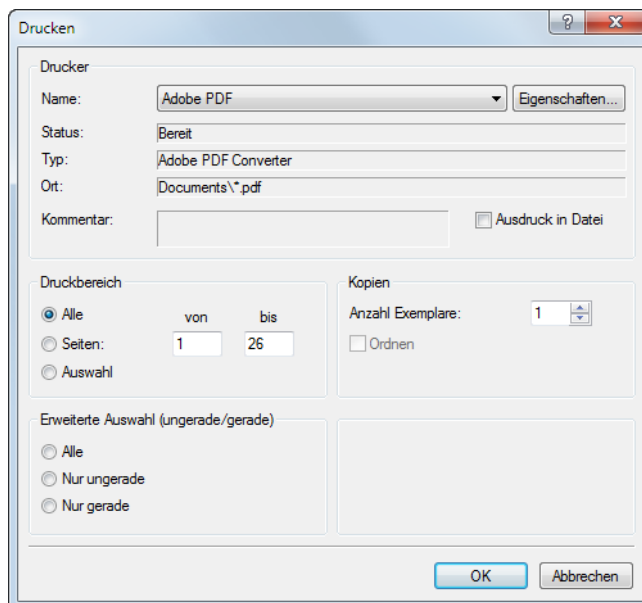 Drucken
Drucker
Name: Adobe PDF Eigenschaften...
Status: Bereit
Typ: Adobe PDF Converter
Ort: Documents\*.pdf
Kommentar: Ausdruck in Datei
Druckbereich
Alle von bis
Seiten: 1 26
Auswahl
Kopien
Anzahl Exemplare: 1
Ordnen
Erweiterte Auswahl (ungerade/gerade)
Alle
Nur ungerade
Nur gerade
OK Abbrechen